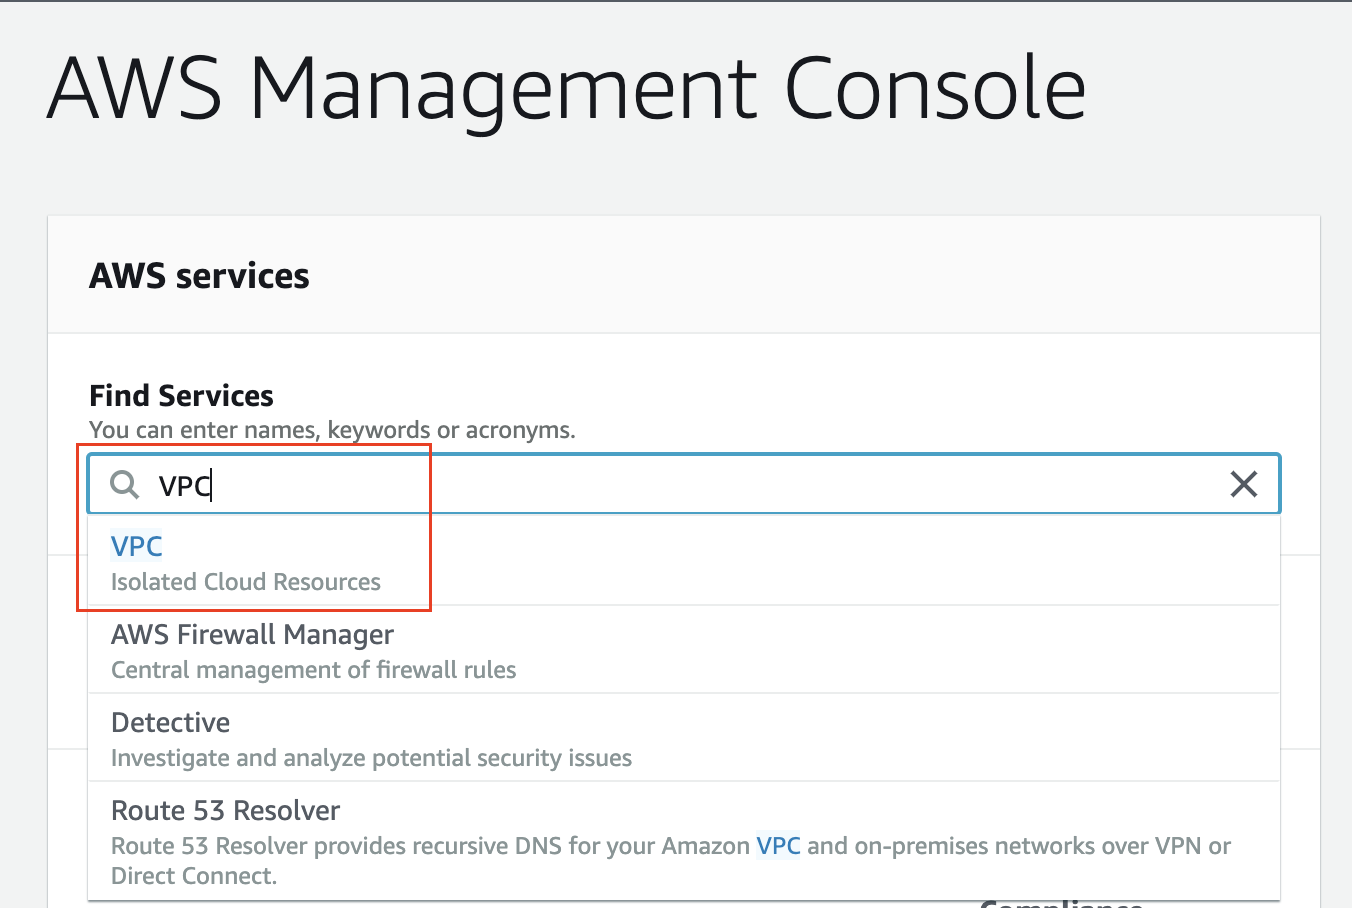 AWS Management Console
AWS services
Find Services
You can enter names, keywords or acronyms.
VPC
VPC
Isolated Cloud Resources
AWS Firewall Manager
Central management of firewall rules
Detective
Investigate and analyze potential security issues
Route 53 Resolver
Route 53 Resolver provides recursive DNS for your Amazon VPC and on-premises networks over VPN or
Direct Connect.
Compliance